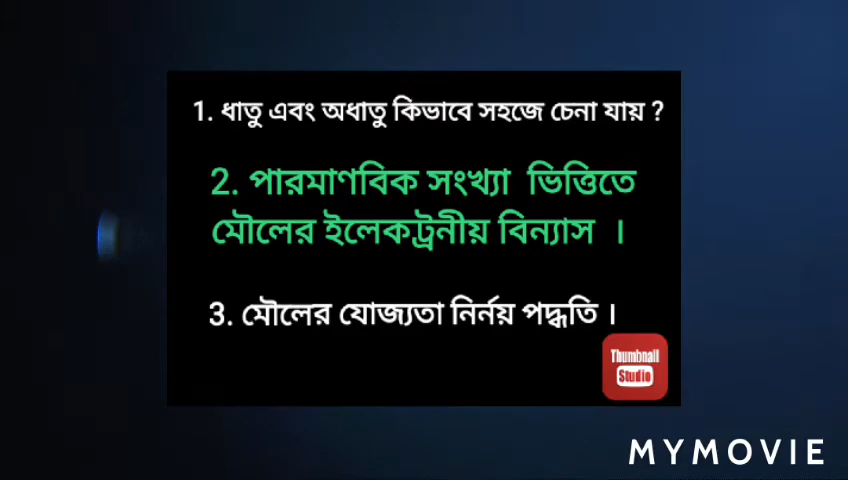 1. ধাতু এবং অধাতু কিভাবে সহজে চেনা যায় ?
2. পারমাণবিক সংখ্যা ভিত্তিতে
মৌলের ইলেকট্রনীয় বিন্যাস ।
3. মৌলের যোজ্যতা নির্নয় পদ্ধতি ।
Thumbnail
Studio
MYMOVIE